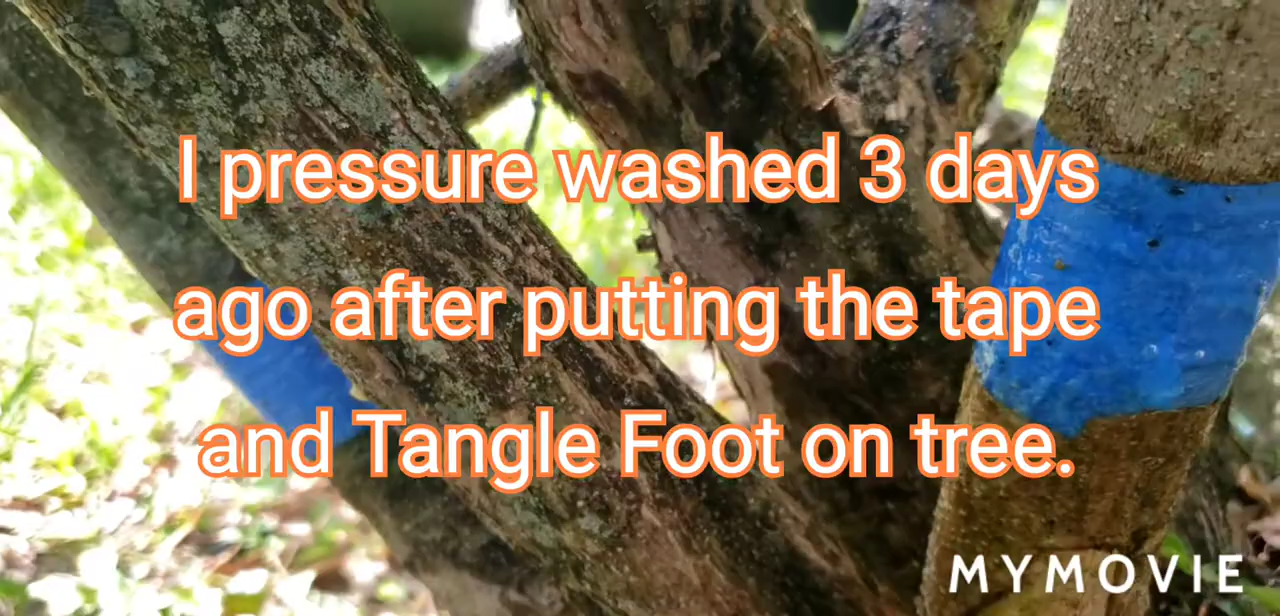 I pressure washed 3 days
ago after putting the tape
and Tangle Foot on tree.
MYMOVIE